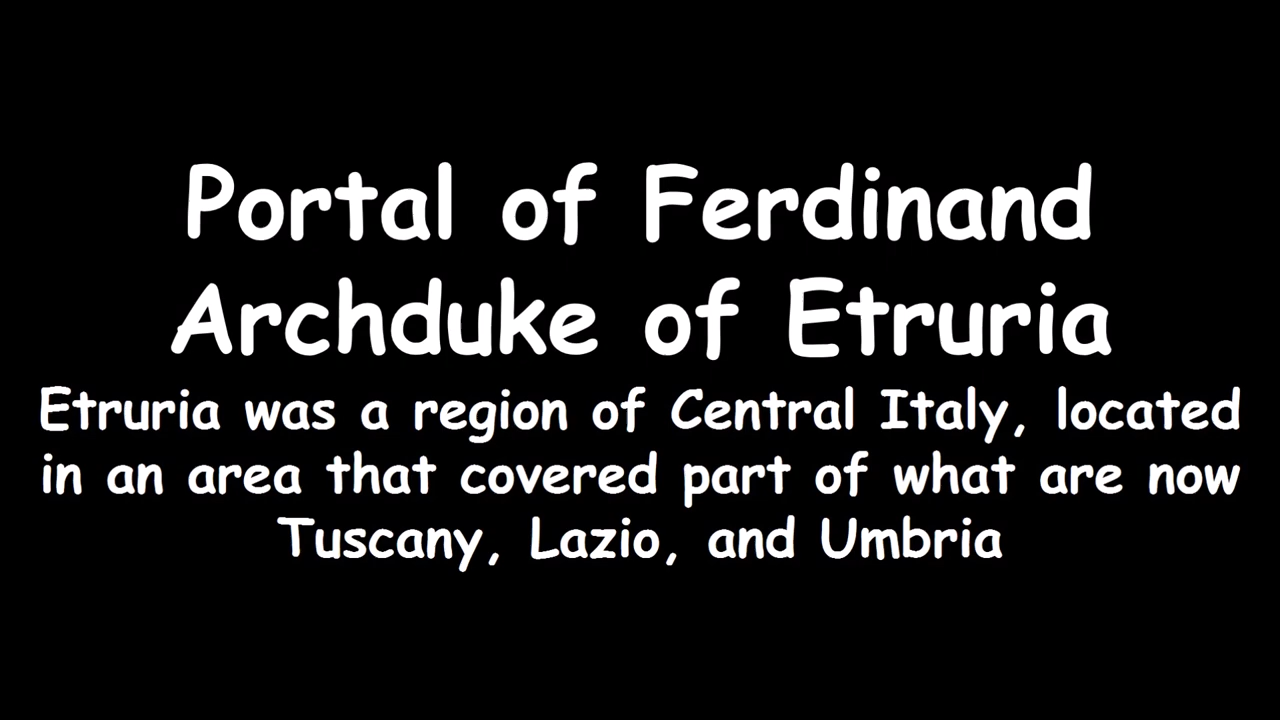 Portal of Ferdinand
Archduke of Etruria
Etruria was a region of Central Italy, located
in an area that covered part of what are now
Tuscany, Lazio, and Umbria